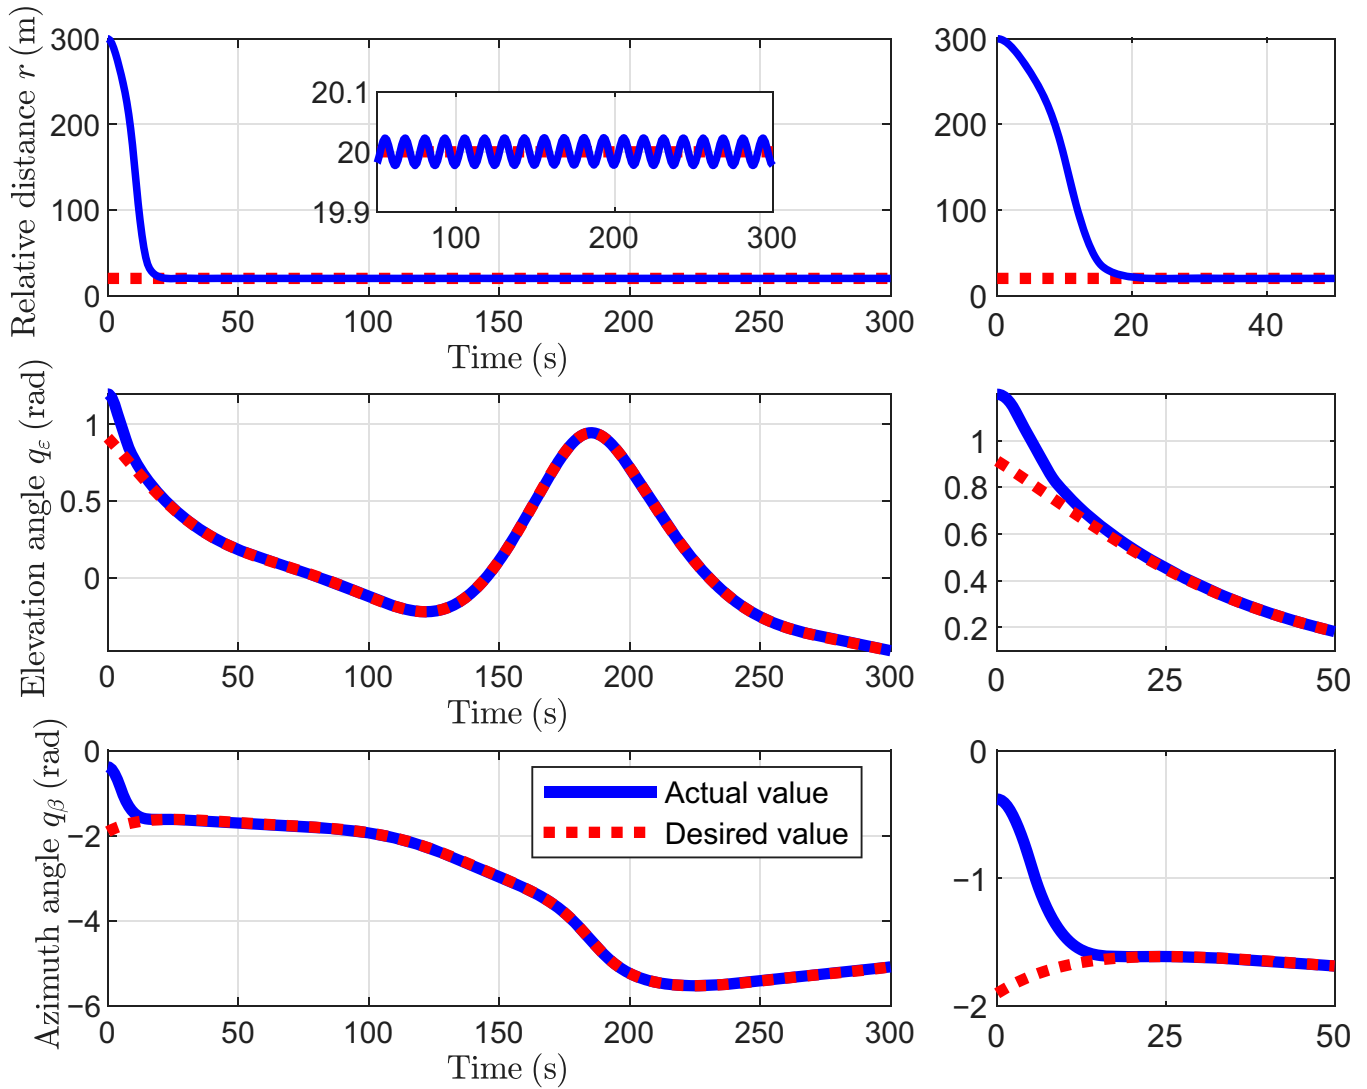 Relative distance r (m)
300
200
100
0
0 50 100 150 200 250 300
Time (s)
20.1
20
19.9
100 200 300
300
200
100
0
0 20 40
Elevation angle qε (rad)
1
0.5
0
0 50 100 150 200 250 300
Time (s)
1
0.8
0.6
0.4
0.2
0 25 50
Azimuth angle qβ (rad)
0
−2
−4
−6
0 50 100 150 200 250 300
Time (s)
Actual value
Desired value
0
−1
−2
0 25 50